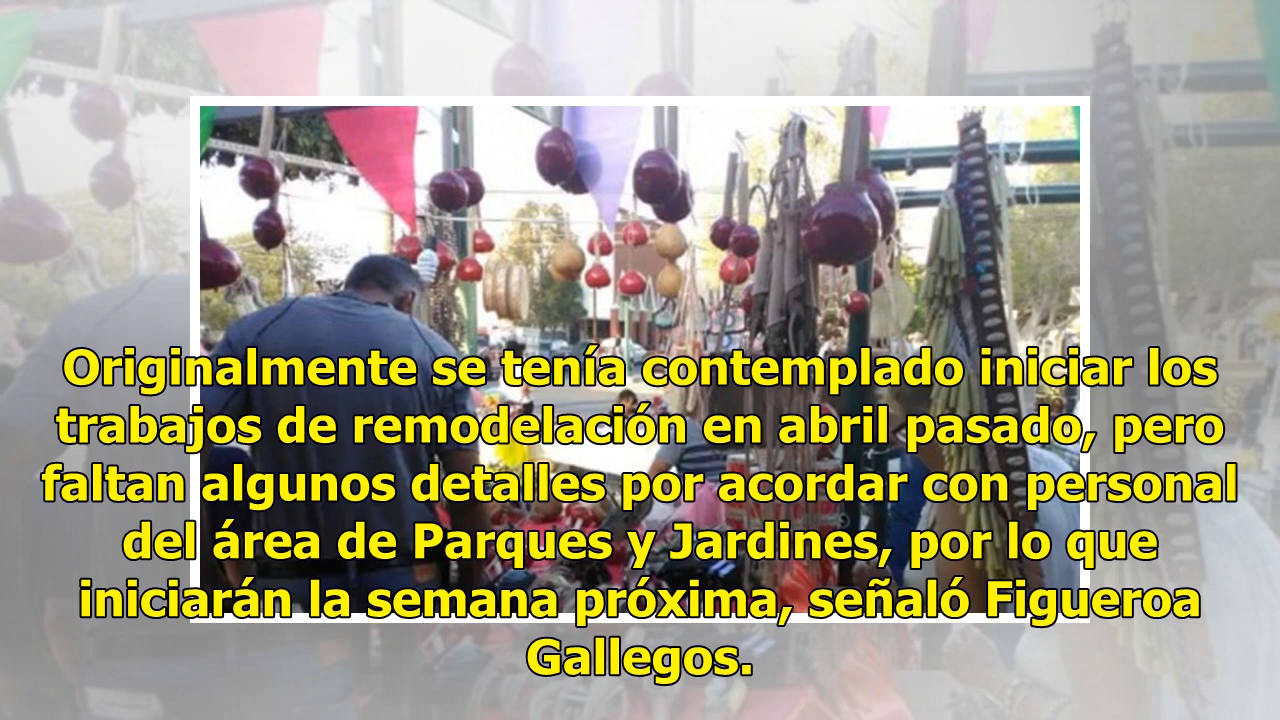 Originalmente se tenía contemplado iniciar los
trabajos de remodelación en abril pasado, pero
faltan algunos detalles por acordar con personal
del área de Parques y Jardines, por lo que
iniciarán la semana próxima, señaló Figueroa
Gallegos.